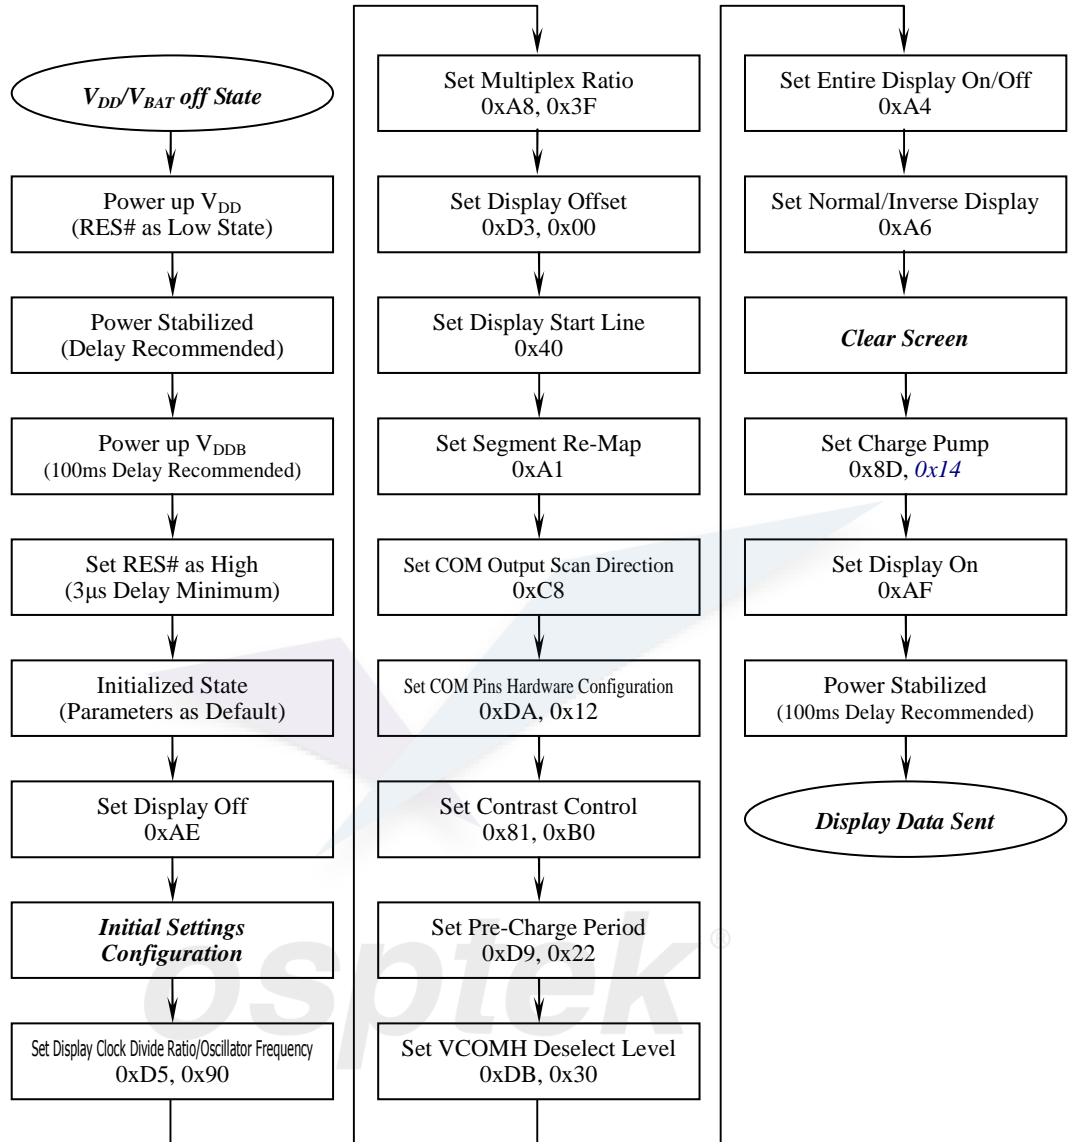 V_DD/V_BAT off State
Power up V_DD
(RES# as Low State)
Power Stabilized
(Delay Recommended)
Power up V_DDB
(100ms Delay Recommended)
Set RES# as High
(3μs Delay Minimum)
Initialized State
(Parameters as Default)
Set Display Off
0xAE
Initial Settings
Configuration
Set Display Clock Divide Ratio/Oscillator Frequency
0xD5, 0x90
Set Multiplex Ratio
0xA8, 0x3F
Set Display Offset
0xD3, 0x00
Set Display Start Line
0x40
Set Segment Re-Map
0xA1
Set COM Output Scan Direction
0xC8
Set COM Pins Hardware Configuration
0xDA, 0x12
Set Contrast Control
0x81, 0xB0
Set Pre-Charge Period
0xD9, 0x22
Set VCOMH Deselect Level
0xDB, 0x30
Set Entire Display On/Off
0xA4
Set Normal/Inverse Display
0xA6
Clear Screen
Set Charge Pump
0x8D, 0x14
Set Display On
0xAF
Power Stabilized
(100ms Delay Recommended)
Display Data Sent
osptek®